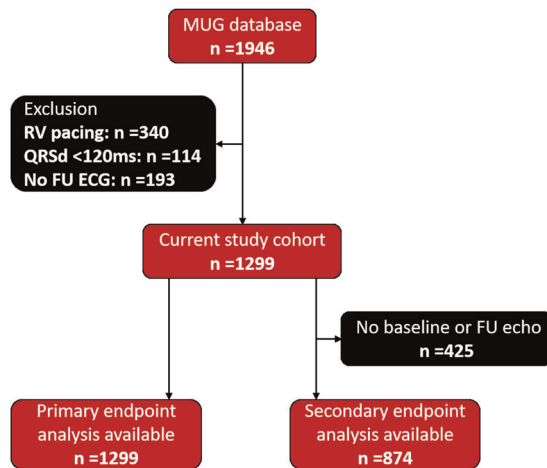 MUG database
n =1946
Exclusion
RV pacing: n =340
QRSd <120ms: n =114
No FU ECG: n =193
Current study cohort
n =1299
No baseline or FU echo
n =425
Primary endpoint
analysis available
n =1299
Secondary endpoint
analysis available
n =874